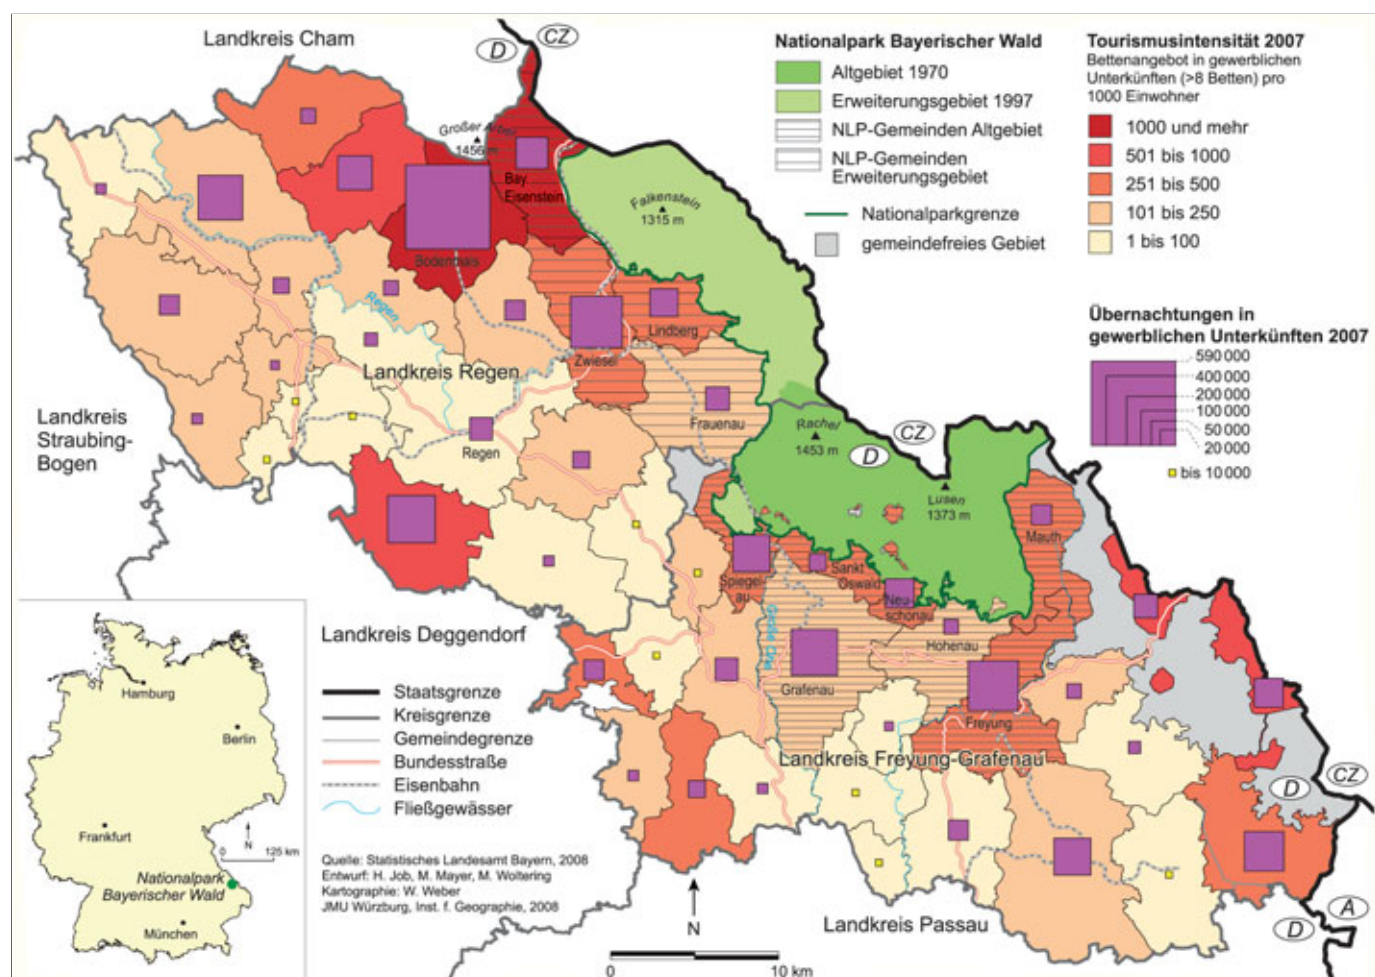 Landkreis Cham
D
CZ
Großer Arber
1456 m
Bay.
Eisenstein
Falkenstein
1315 m
Bodenmais
Regen
Lindberg
Zwiesel
Landkreis Regen
Landkreis
Straubing-
Bogen
Frauenau
Regen
Rachel
1453 m
CZ
D
Lusen
1373 m
Mauth
Spiegel-
au
Sankt
Oswald
Neu-
schönau
Große Ohe
Hohenau
Grafenau
Freyung
Landkreis Deggendorf
Landkreis Freyung-Grafenau
Landkreis Passau
CZ
D
A
D
Nationalpark Bayerischer Wald
Altgebiet 1970
Erweiterungsgebiet 1997
NLP-Gemeinden Altgebiet
NLP-Gemeinden
Erweiterungsgebiet
Nationalparkgrenze
gemeindefreies Gebiet
Tourismusintensität 2007
Bettenangebot in gewerblichen
Unterkünften (>8 Betten) pro
1000 Einwohner
1000 und mehr
501 bis 1000
251 bis 500
101 bis 250
1 bis 100
Übernachtungen in
gewerblichen Unterkünften 2007
590 000
400 000
200 000
100 000
50 000
20 000
bis 10 000
Staatsgrenze
Kreisgrenze
Gemeindegrenze
Bundesstraße
Eisenbahn
Fließgewässer
Quelle: Statistisches Landesamt Bayern, 2008
Entwurf: H. Job, M. Mayer, M. Woltering
Kartographie: W. Weber
JMU Würzburg, Inst. f. Geographie, 2008
N
0 10 km
Hamburg
Berlin
Frankfurt
N
0 125 km
Nationalpark
Bayerischer Wald
München